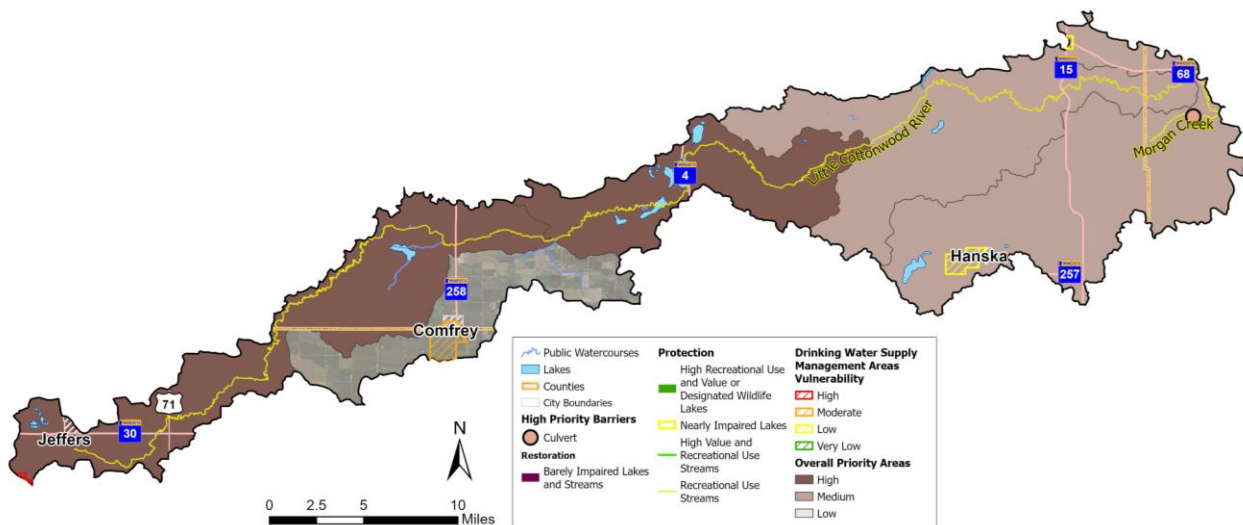 15
68
Morgan Creek
Little Cottonwood River
4
Hanska
257
258
Comfrey
71
Jeffers
30
N
0 2.5 5 10
Miles
Public Watercourses
Lakes
Counties
City Boundaries
High Priority Barriers
Culvert
Restoration
Barely Impaired Lakes
and Streams
Protection
High Recreational Use
and Value or
Designated Wildlife
Lakes
Nearly Impaired Lakes
High Value and
Recreational Use
Streams
Recreational Use
Streams
Drinking Water Supply
Management Areas
Vulnerability
High
Moderate
Low
Very Low
Overall Priority Areas
High
Medium
Low